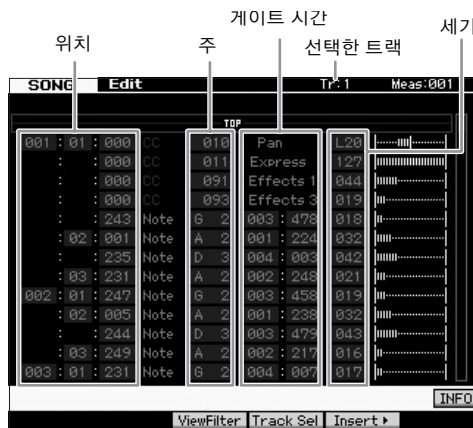 게이트 시간
위치 주 선택한 트랙 세기
SONG Edit Tr:1 Meas:001
TOP
001 : 01 : 000 CC 010 Pan L20
: : 000 CC 011 Express 127
: : 000 CC 091 Effects 1 044
: : 000 CC 093 Effects 3 019
: : 243 Note G 2 003 : 478 018
: 02 : 001 Note A 2 001 : 224 032
: : 235 Note D 3 004 : 003 042
: 03 : 231 Note A 2 002 : 248 021
002 : 01 : 247 Note G 2 003 : 458 019
: 02 : 005 Note A 2 001 : 238 032
: : 244 Note D 3 003 : 479 043
: 03 : 249 Note A 2 002 : 217 016
003 : 01 : 231 Note G 2 004 : 007 017
INFO
ViewFilter Track Sel Insert